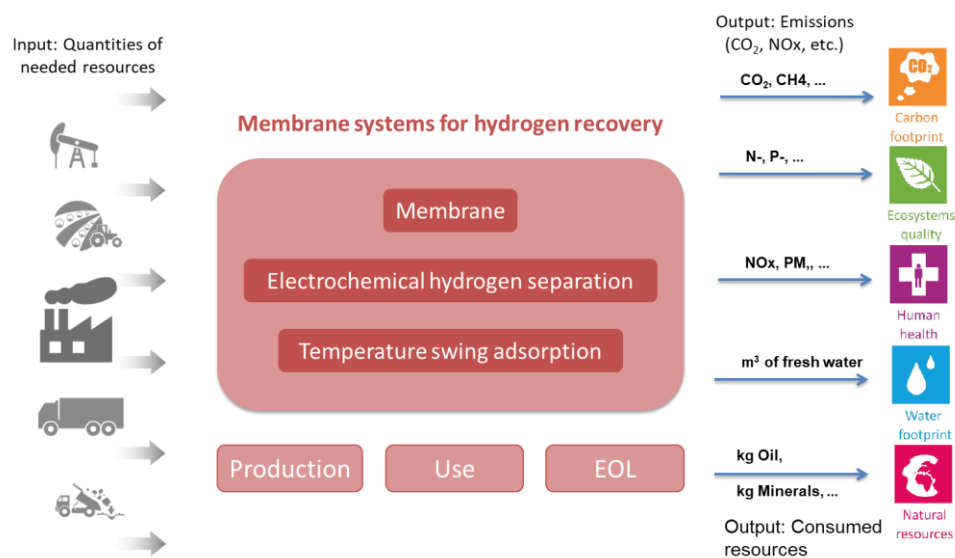 Input: Quantities of
needed resources
Membrane systems for hydrogen recovery
Membrane
Electrochemical hydrogen separation
Temperature swing adsorption
Production
Use
EOL
Output: Emissions
(CO₂, NOx, etc.)
CO₂, CH4, ...
CO₂
Carbon
footprint
N-, P-, ...
Ecosystems
quality
NOx, PM,, ...
Human
health
m³ of fresh water
Water
footprint
kg Oil,
kg Minerals, ...
Natural
resources
Output: Consumed
resources